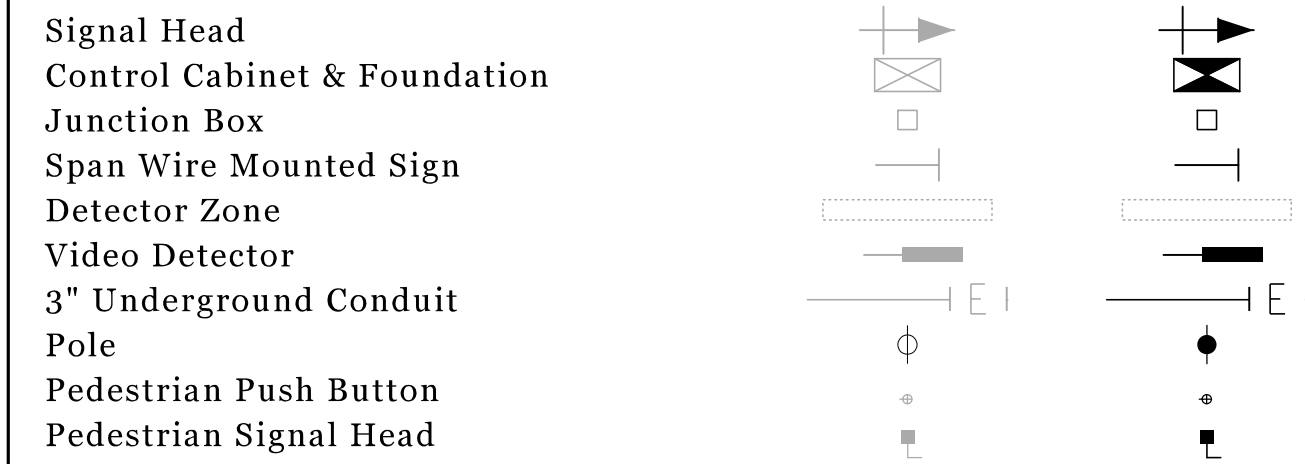 Signal Head
Control Cabinet & Foundation
Junction Box
Span Wire Mounted Sign
Detector Zone
Video Detector
3" Underground Conduit E E
Pole
Pedestrian Push Button
Pedestrian Signal Head